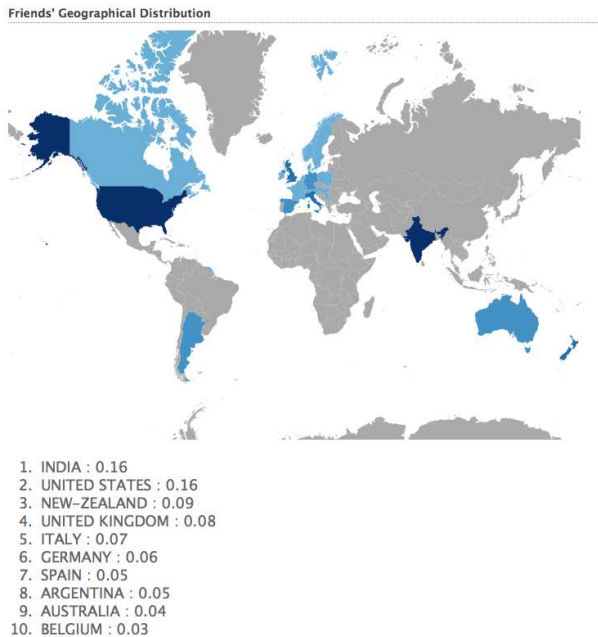 Friends' Geographical Distribution
1. INDIA : 0.16
2. UNITED STATES : 0.16
3. NEW-ZEALAND : 0.09
4. UNITED KINGDOM : 0.08
5. ITALY : 0.07
6. GERMANY : 0.06
7. SPAIN : 0.05
8. ARGENTINA : 0.05
9. AUSTRALIA : 0.04
10. BELGIUM : 0.03